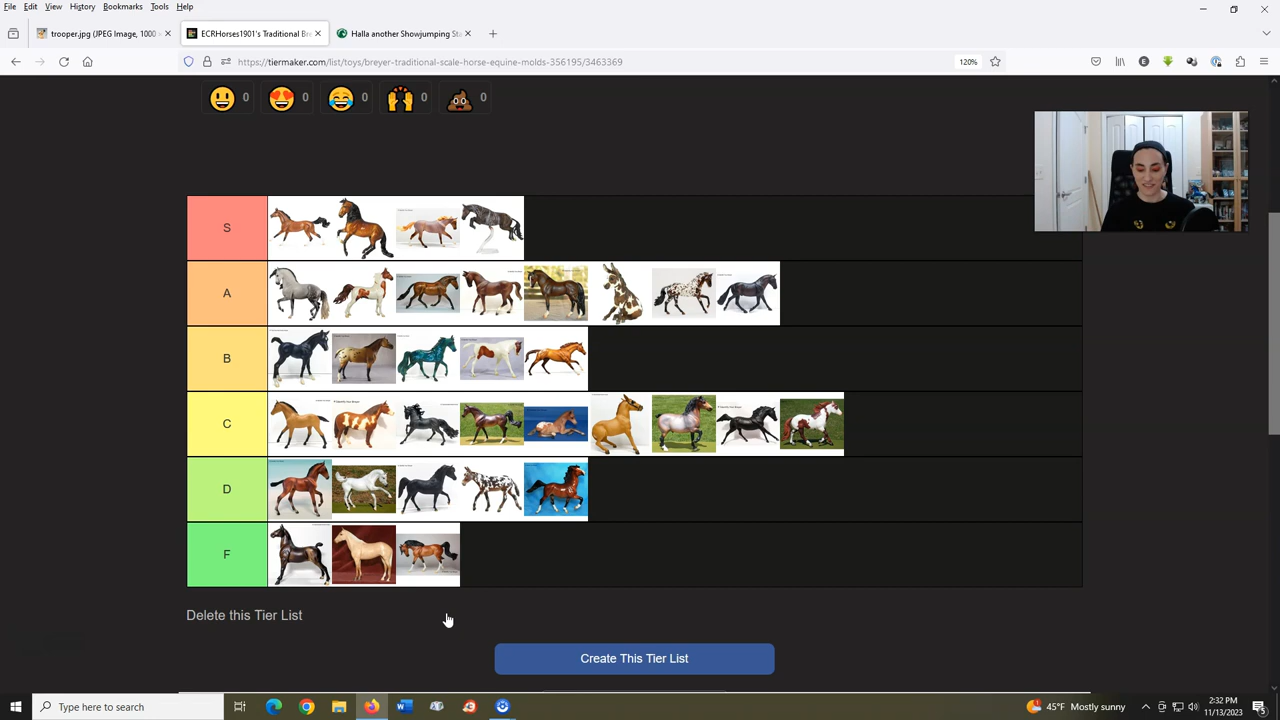 File Edit View History Bookmarks Tools Help
trooper.jpg (JPEG Image, 1000 × ECRHorses1901's Traditional Br Halla another Showjumping Sta
https://tiermaker.com/list/toys/breyer-traditional-scale-horse-equine-molds-356195/3463369 120%
0 0 0 0 0
S
A
B
C
D
F
Delete this Tier List
Create This Tier List
Type here to search 45°F Mostly sunny 2:32 PM
11/13/2023